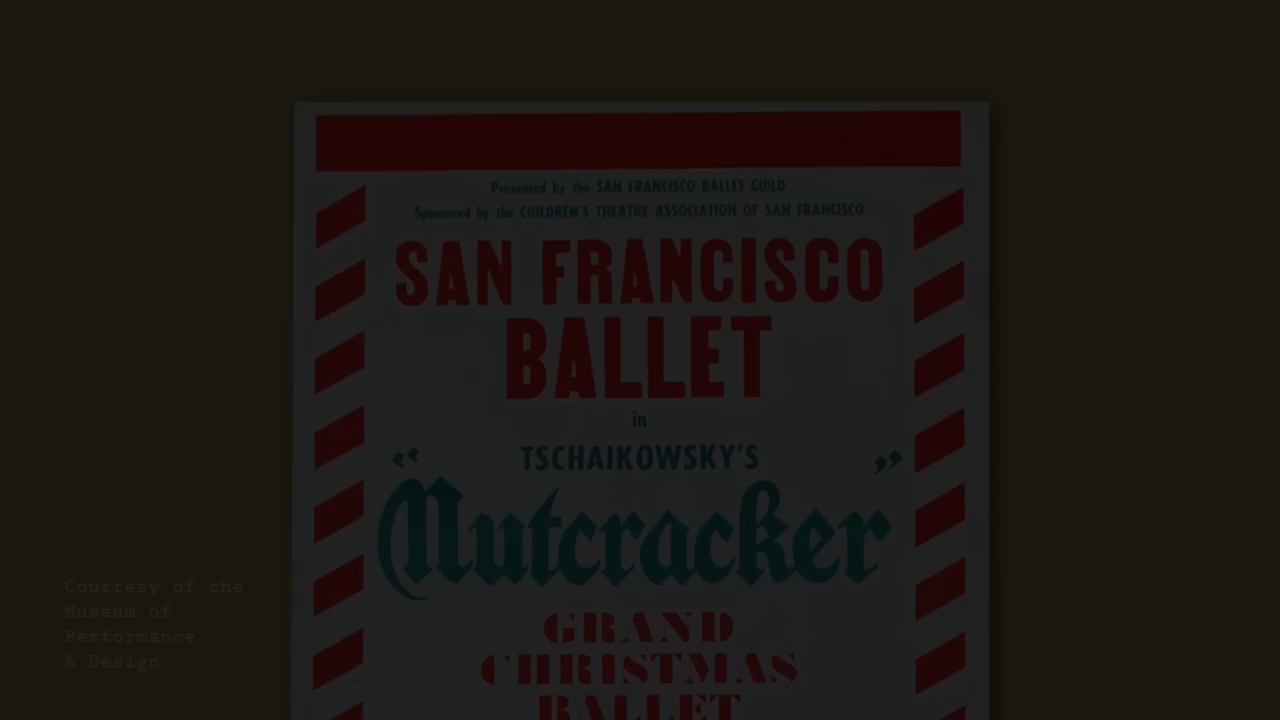 Presented by the SAN FRANCISCO BALLET GUILD
Sponsored by the CHILDREN'S THEATRE ASSOCIATION OF SAN FRANCISCO
SAN FRANCISCO
BALLET
in
TSCHAIKOWSKY'S
"Nutcracker"
GRAND
CHRISTMAS
BALLET
Courtesy of the
Museum of
Performance
& Design